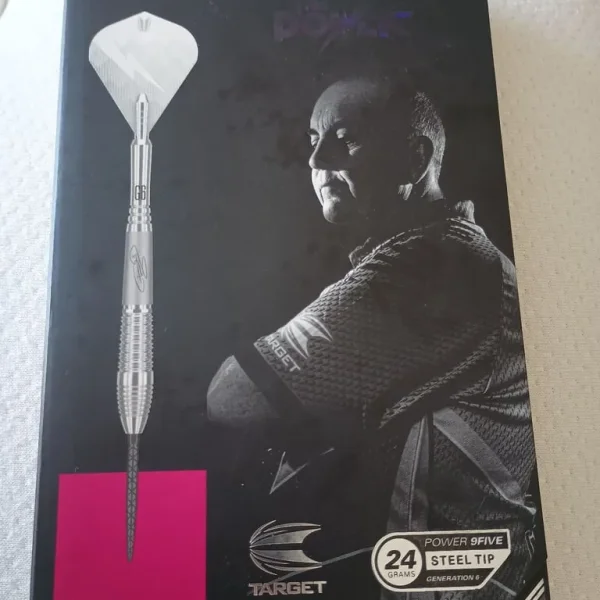 POWER
G6
TARGET
TARGET
24
GRAMS
POWER 9FIVE
STEEL TIP
GENERATION 6